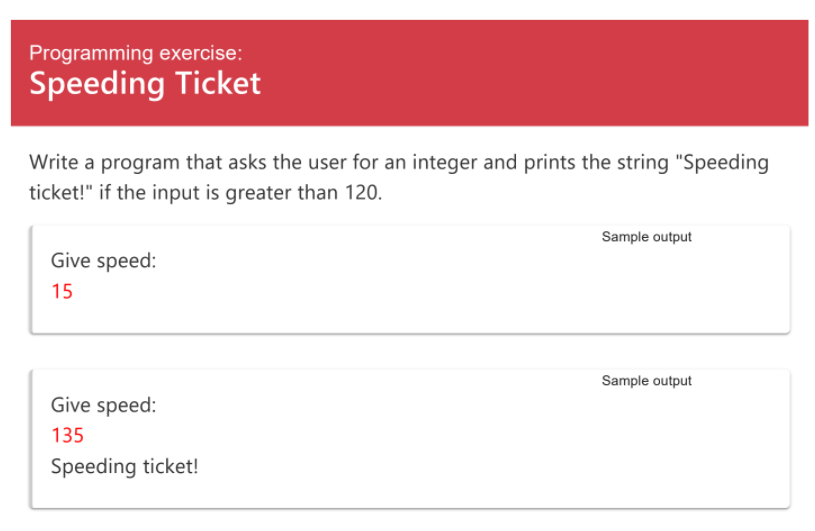 Programming exercise:
Speeding Ticket
Write a program that asks the user for an integer and prints the string "Speeding
ticket!" if the input is greater than 120.
Sample output
Give speed:
15
Sample output
Give speed:
135
Speeding ticket!